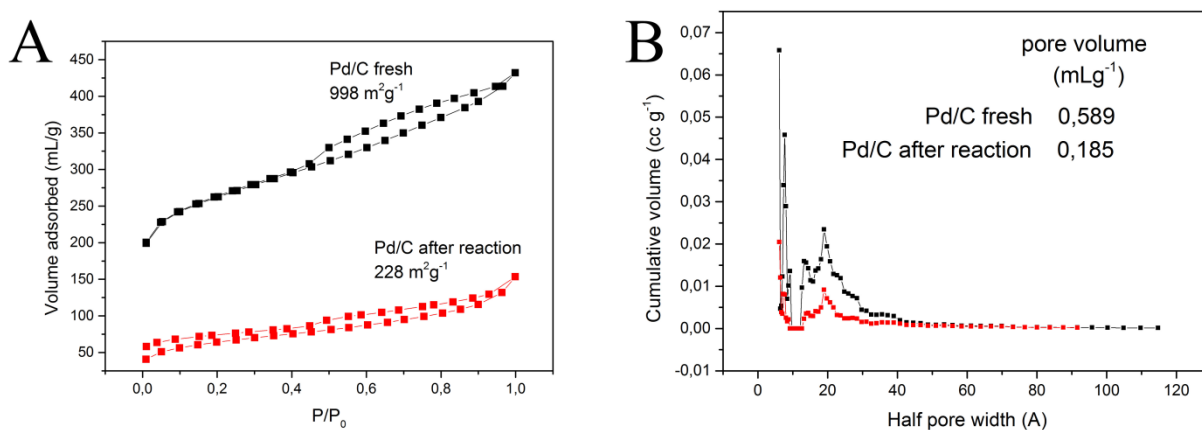 A
Volume adsorbed (mL/g)
450
400
350
300
250
200
150
100
50
Pd/C fresh
998 m²g⁻¹
Pd/C after reaction
228 m²g⁻¹
0,0 0,2 0,4 0,6 0,8 1,0
P/P₀
B
Cumulative volume (cc g⁻¹)
0,07
0,06
0,05
0,04
0,03
0,02
0,01
0,00
-0,01
pore volume
(mLg⁻¹)
Pd/C fresh 0,589
Pd/C after reaction 0,185
0 20 40 60 80 100 120
Half pore width (A)